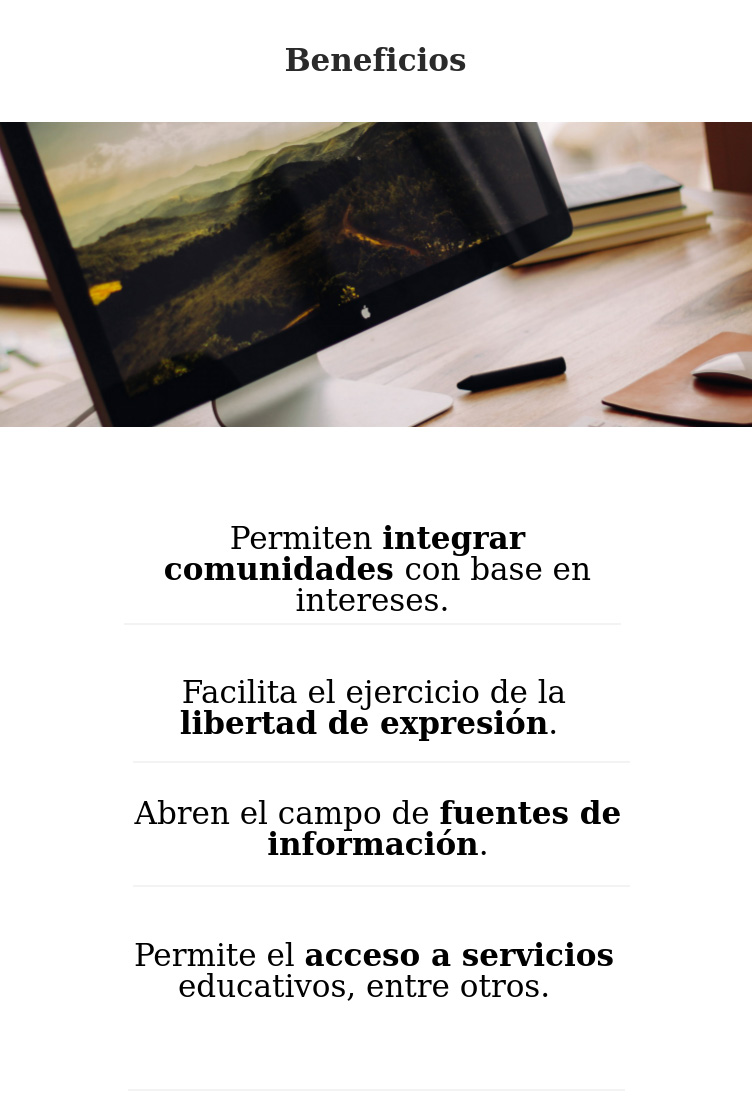 Beneficios
Permiten integrar
comunidades con base en
intereses.
Facilita el ejercicio de la
libertad de expresión.
Abren el campo de fuentes de
información.
Permite el acceso a servicios
educativos, entre otros.